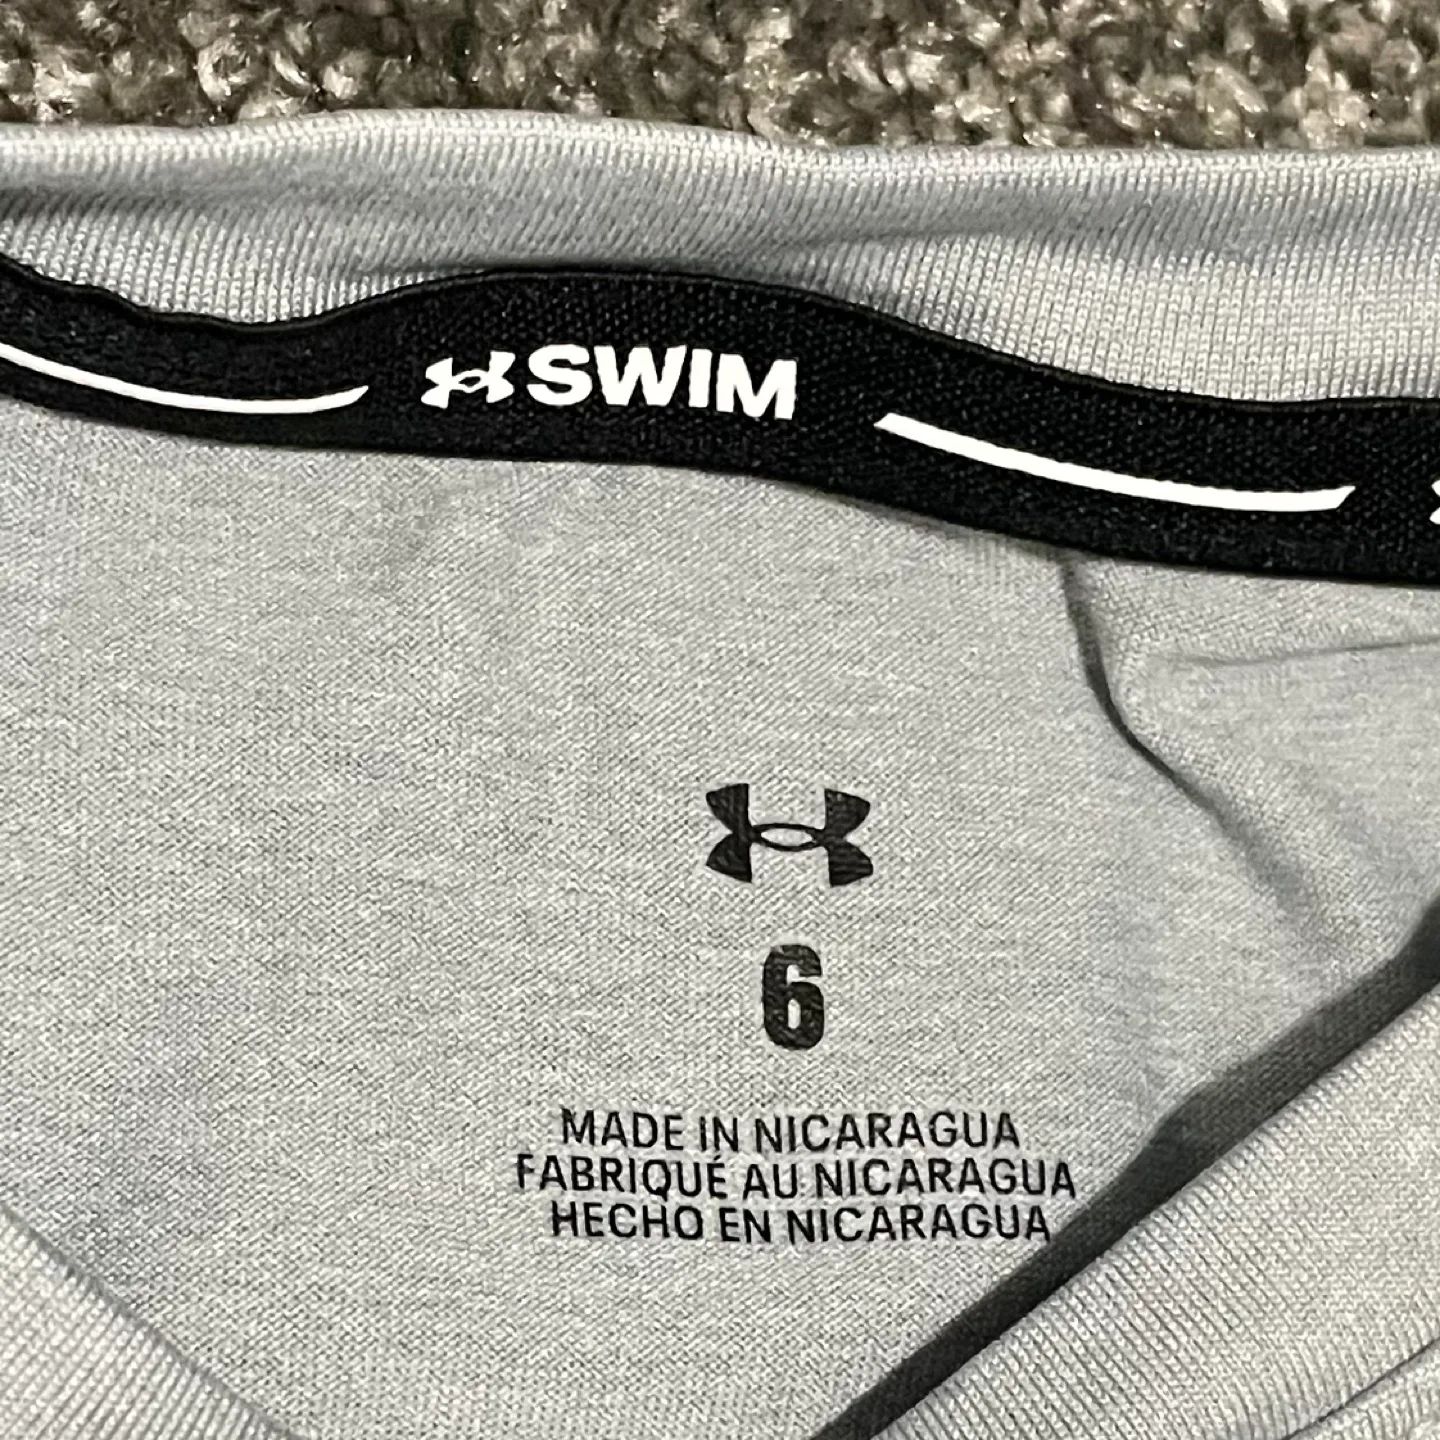 SWIM
6
MADE IN NICARAGUA
FABRIQUÉ AU NICARAGUA
HECHO EN NICARAGUA